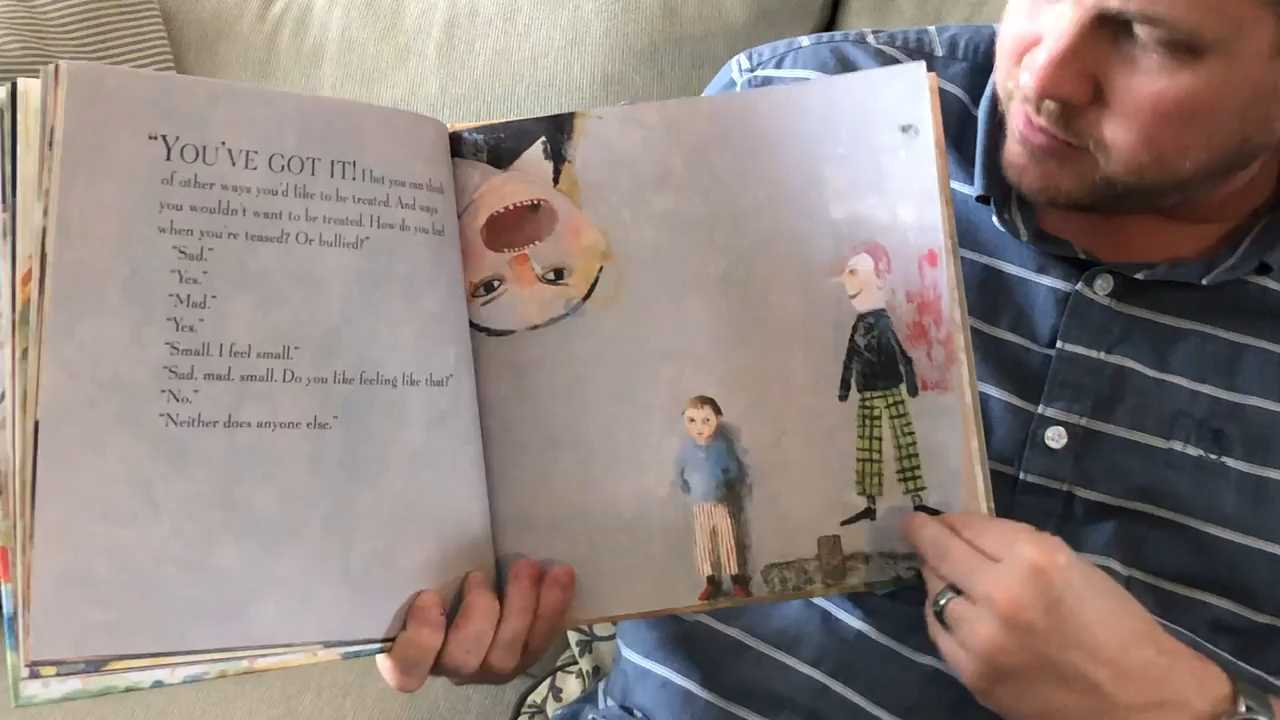 "YOU'VE GOT IT! I bet you can think
of other ways you'd like to be treated. And ways
you wouldn't want to be treated. How do you feel
when you're teased? Or bullied?"
"Sad."
"Yes."
"Mad."
"Yes."
"Small. I feel small."
"Sad, mad, small. Do you like feeling like that?"
"No."
"Neither does anyone else."